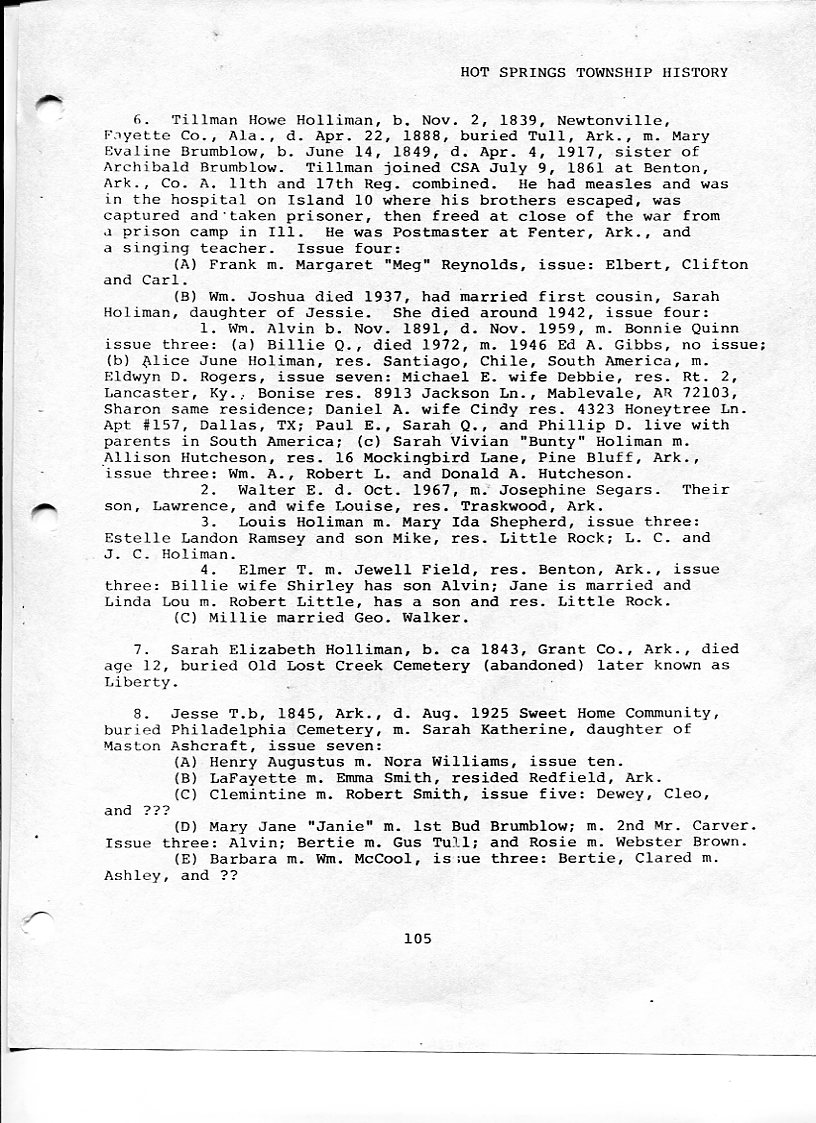 HOT SPRINGS TOWNSHIP HISTORY
6. Tillman Howe Holliman, b. Nov. 2, 1839, Newtonville,
Fayette Co., Ala., d. Apr. 22, 1888, buried Tull, Ark., m. Mary
Evaline Brumblow, b. June 14, 1849, d. Apr. 4, 1917, sister of
Archibald Brumblow. Tillman joined CSA July 9, 1861 at Benton,
Ark., Co. A. 11th and 17th Reg. combined. He had measles and was
in the hospital on Island 10 where his brothers escaped, was
captured and taken prisoner, then freed at close of the war from
a prison camp in Ill. He was Postmaster at Fenter, Ark., and
a singing teacher. Issue four:
(A) Frank m. Margaret "Meg" Reynolds, issue: Elbert, Clifton
and Carl.
(B) Wm. Joshua died 1937, had married first cousin, Sarah
Holiman, daughter of Jessie. She died around 1942, issue four:
1. Wm. Alvin b. Nov. 1891, d. Nov. 1959, m. Bonnie Quinn
issue three: (a) Billie Q., died 1972, m. 1946 Ed A. Gibbs, no issue;
(b) Alice June Holiman, res. Santiago, Chile, South America, m.
Eldwyn D. Rogers, issue seven: Michael E. wife Debbie, res. Rt. 2,
Lancaster, Ky.; Bonise res. 8913 Jackson Ln., Mablevale, AR 72103,
Sharon same residence; Daniel A. wife Cindy res. 4323 Honeytree Ln.
Apt #157, Dallas, TX; Paul E., Sarah Q., and Phillip D. live with
parents in South America; (c) Sarah Vivian "Bunty" Holiman m.
Allison Hutcheson, res. 16 Mockingbird Lane, Pine Bluff, Ark.,
issue three: Wm. A., Robert L. and Donald A. Hutcheson.
2. Walter E. d. Oct. 1967, m. Josephine Segars. Their
son, Lawrence, and wife Louise, res. Traskwood, Ark.
3. Louis Holiman m. Mary Ida Shepherd, issue three:
Estelle Landon Ramsey and son Mike, res. Little Rock; L. C. and
J. C. Holiman.
4. Elmer T. m. Jewell Field, res. Benton, Ark., issue
three: Billie wife Shirley has son Alvin; Jane is married and
Linda Lou m. Robert Little, has a son and res. Little Rock.
(C) Millie married Geo. Walker.
7. Sarah Elizabeth Holliman, b. ca 1843, Grant Co., Ark., died
age 12, buried Old Lost Creek Cemetery (abandoned) later known as
Liberty.
8. Jesse T.b, 1845, Ark., d. Aug. 1925 Sweet Home Community,
buried Philadelphia Cemetery, m. Sarah Katherine, daughter of
Maston Ashcraft, issue seven:
(A) Henry Augustus m. Nora Williams, issue ten.
(B) LaFayette m. Emma Smith, resided Redfield, Ark.
(C) Clemintine m. Robert Smith, issue five: Dewey, Cleo,
and ???
(D) Mary Jane "Janie" m. 1st Bud Brumblow; m. 2nd Mr. Carver.
Issue three: Alvin; Bertie m. Gus Tull; and Rosie m. Webster Brown.
(E) Barbara m. Wm. McCool, issue three: Bertie, Clared m.
Ashley, and ??
105